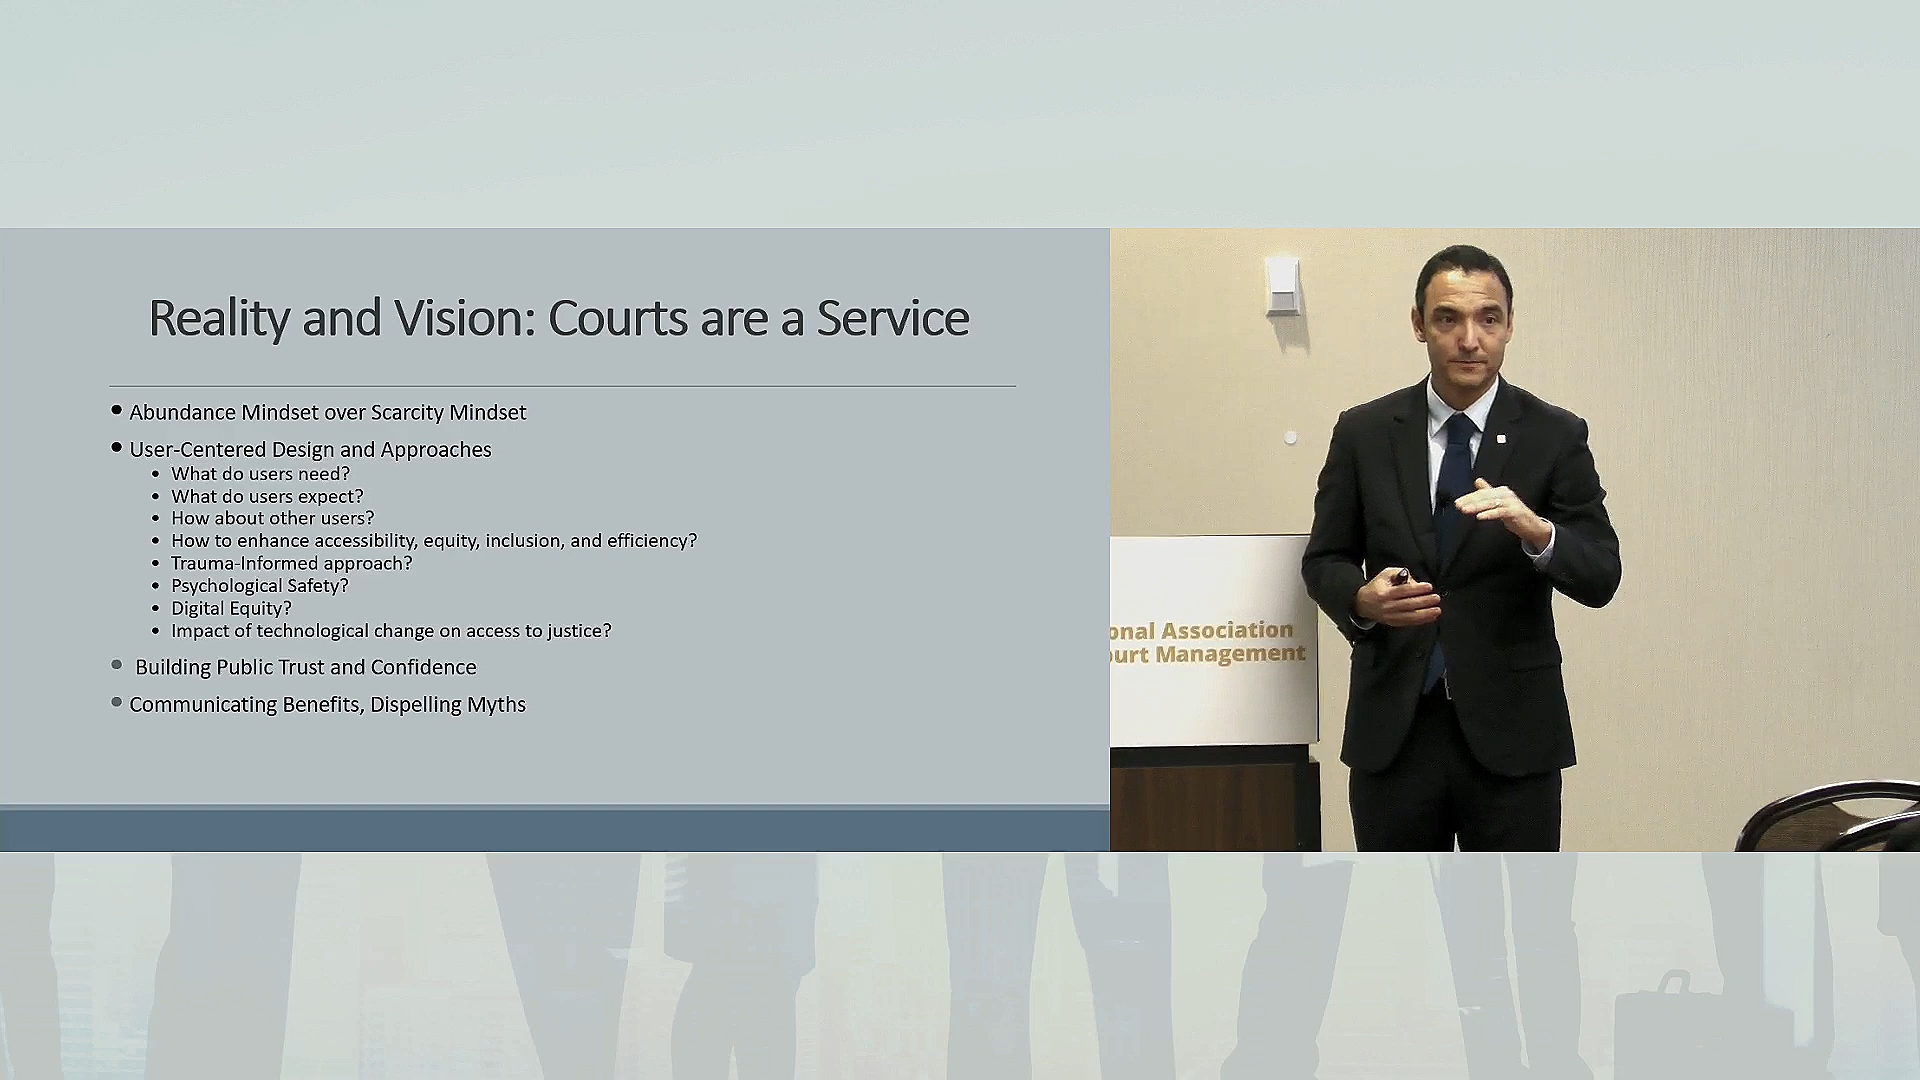 Reality and Vision: Courts are a Service
• Abundance Mindset over Scarcity Mindset
• User-Centered Design and Approaches
• What do users need?
• What do users expect?
• How about other users?
• How to enhance accessibility, equity, inclusion, and efficiency?
• Trauma-Informed approach?
• Psychological Safety?
• Digital Equity?
• Impact of technological change on access to justice?
• Building Public Trust and Confidence
• Communicating Benefits, Dispelling Myths
onal Association
ourt Management